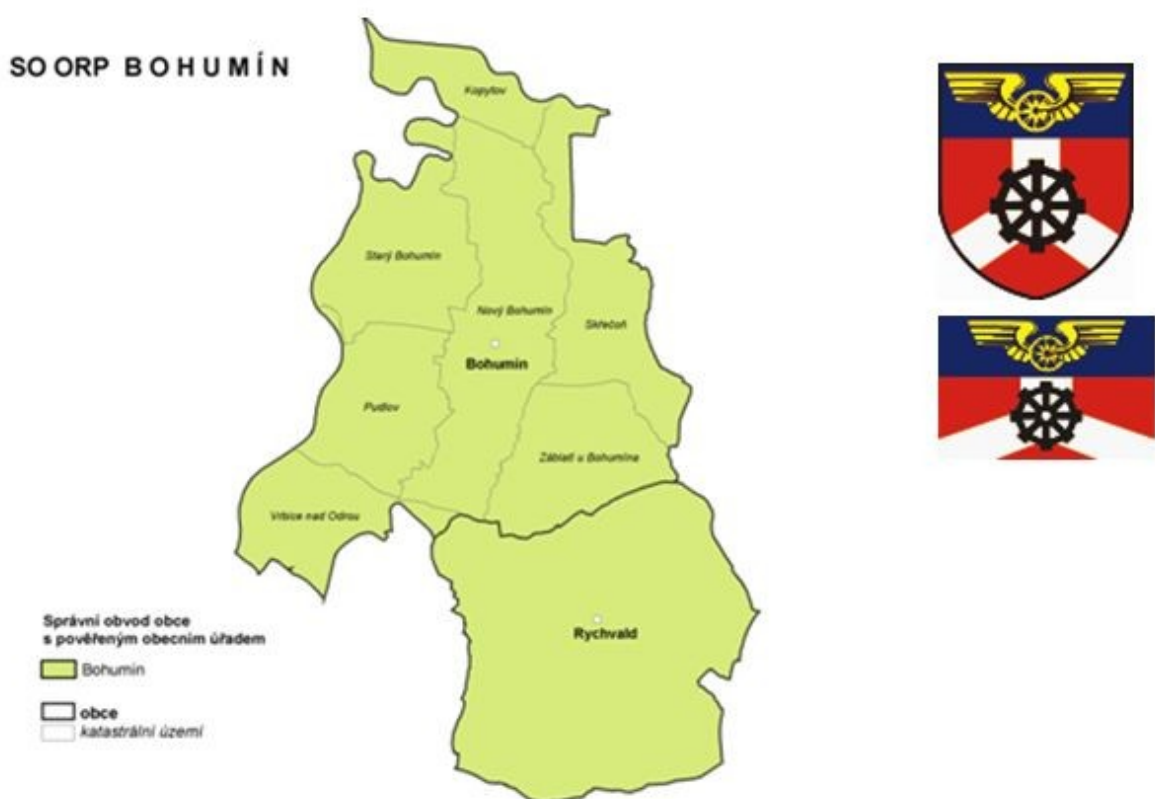 SO ORP BOHUMÍN
Kopytov
Starý Bohumín
Nový Bohumín
Skřečoň
Bohumín
Pudlov
Záblatí u Bohumína
Vrbice nad Odrou
Rychvald
Správní obvod obce
s pověřeným obecním úřadem
Bohumín
obce
katastrální území